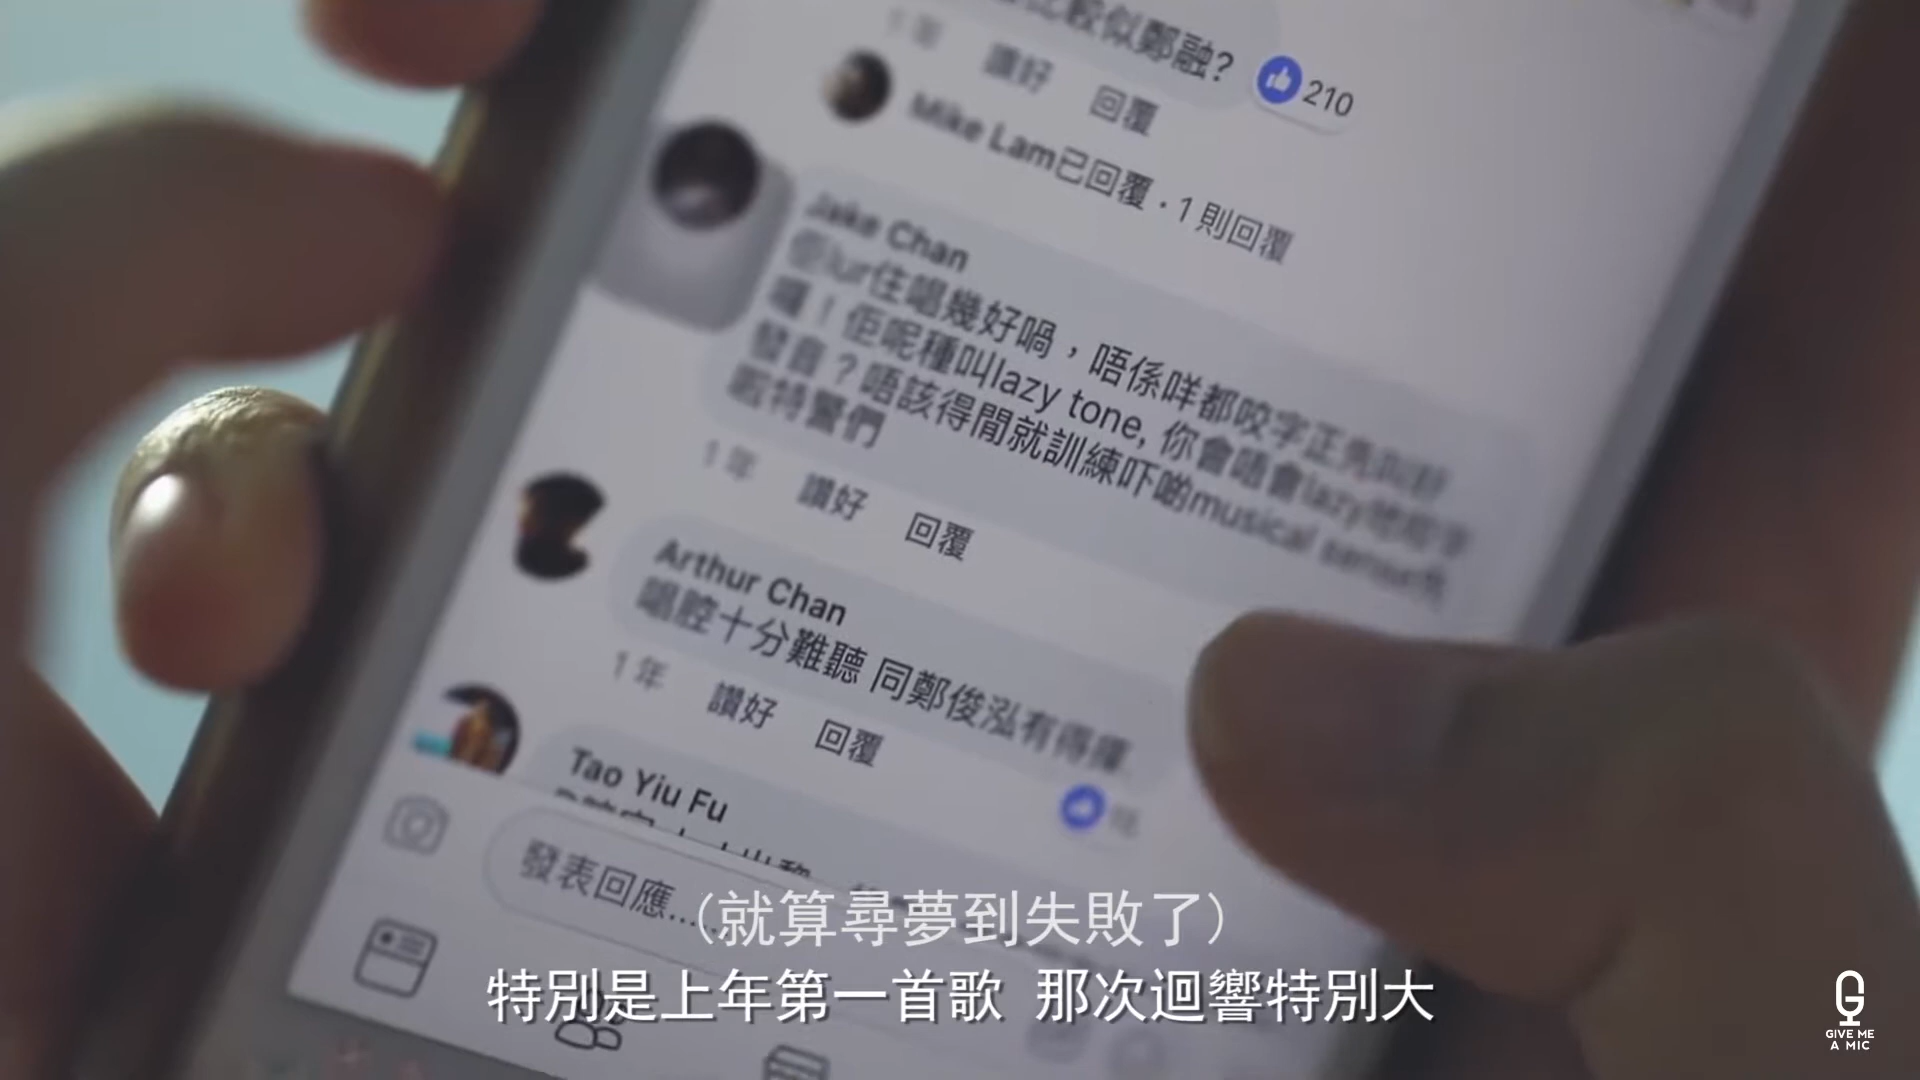 比較似鄭融?
210
1 年 讚好 回覆
Mike Lam已回覆 · 1 則回覆
Jake Chan
佢lur住唱幾好喎，唔係咩都咬字正先叫好
囉！佢呢種叫lazy tone, 你會唔會lazy地咬字
發音？唔該得閒就訓練吓啲musical sense先
啦特警們
1 年 讚好 回覆
Arthur Chan
唱腔十分難聽 同鄭俊泓有得揮
1 年 讚好 回覆
Tao Yiu Fu
發表回應......
(就算尋夢到失敗了)
特別是上年第一首歌 那次迴響特別大
GIVE ME
A MIC